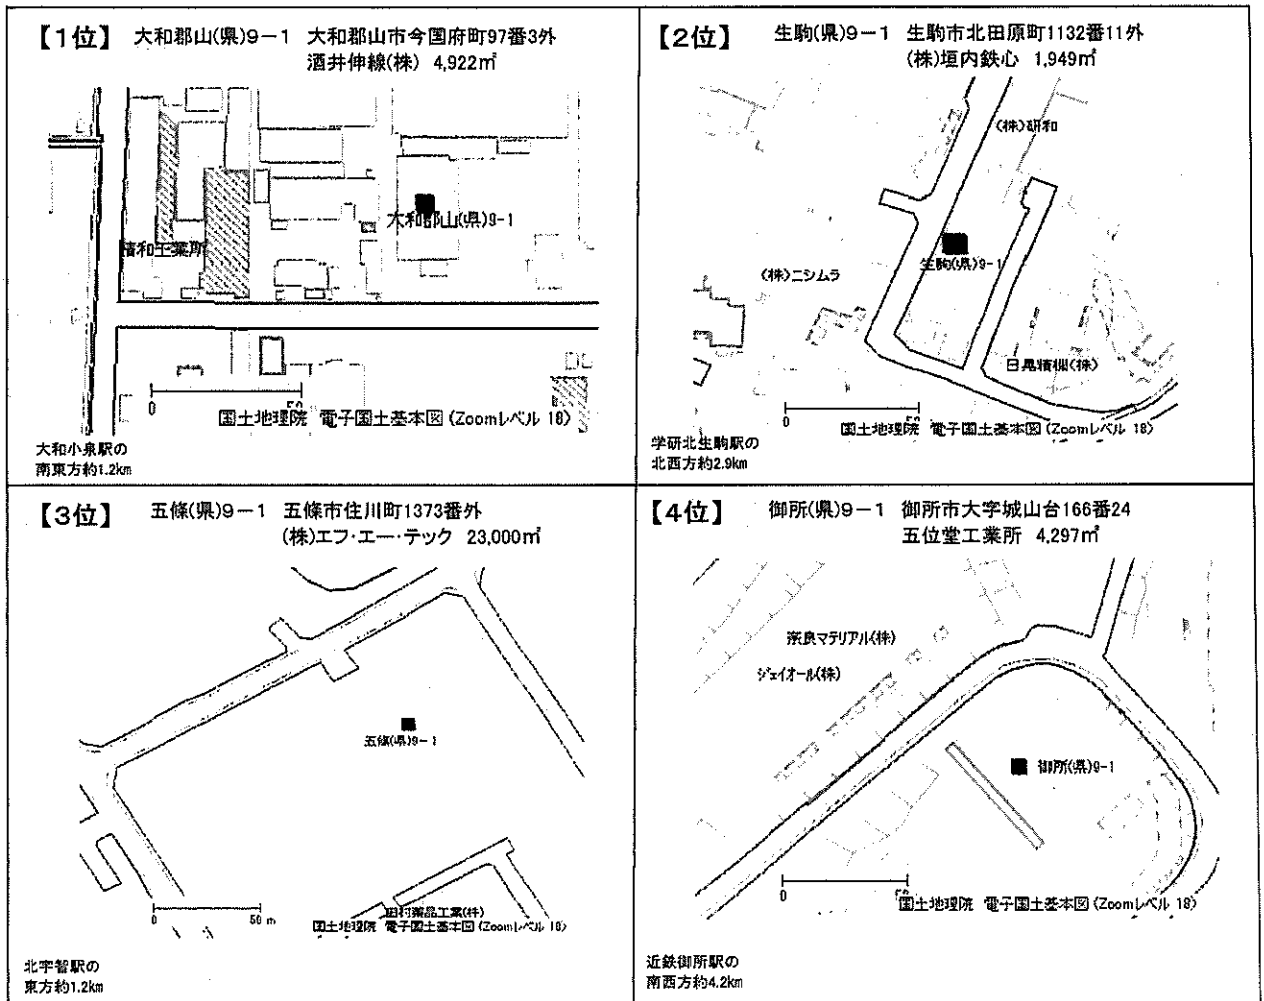 【1位】 大和郡山(県)9－1 大和郡山市今国府町97番3外
酒井伸線(株) 4,922㎡
大和郡山(県)9-1
0
50
国土地理院 電子国土基本図 (Zoomレベル 18)
大和小泉駅の
南東方約1.2km
【2位】 生駒(県)9－1 生駒市北田原町1132番11外
(株)垣内鉄心 1,949㎡
(株)研和
生駒(県)9-1
(株)ニシムラ
日晃精機(株)
0
50
国土地理院 電子国土基本図 (Zoomレベル 18)
学研北生駒駅の
北西方約2.9km
【3位】 五條(県)9－1 五條市住川町1373番外
(株)エフ・エー・テック 23,000㎡
五條(県)9-1
0
50 m
田村薬品工業(株)
国土地理院 電子国土基本図 (Zoomレベル 18)
北宇智駅の
東方約1.2km
【4位】 御所(県)9－1 御所市大字城山台166番24
五位堂工業所 4,297㎡
奈良マテリアル(株)
ジェイオール(株)
御所(県)9-1
0
50
国土地理院 電子国土基本図 (Zoomレベル 18)
近鉄御所駅の
南西方約4.2km